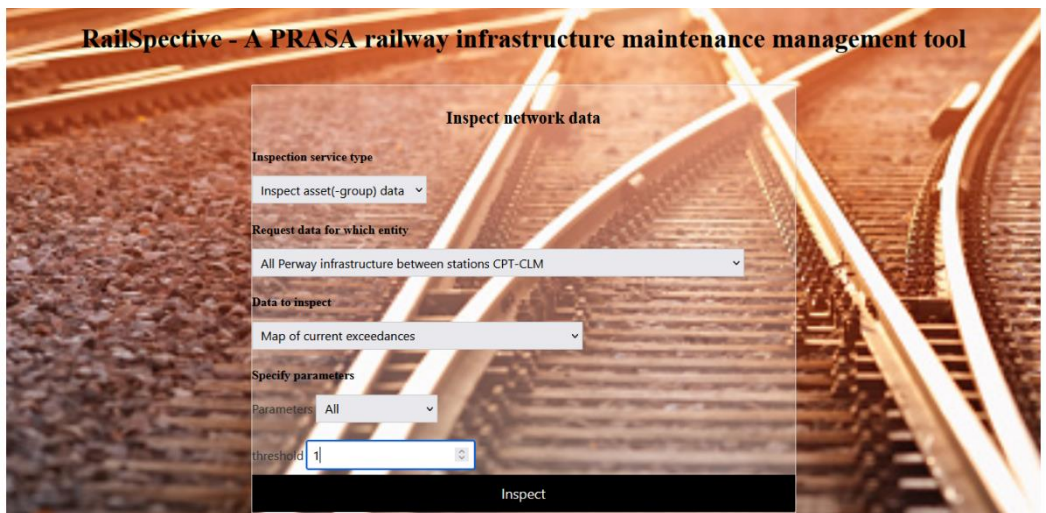 RailSpective - A PRASA railway infrastructure maintenance management tool
Inspect network data
Inspection service type
Inspect asset(-group) data
Request data for which entity
All Perway infrastructure between stations CPT-CLM
Data to inspect
Map of current exceedances
Specify parameters
Parameters All
threshold 1
Inspect